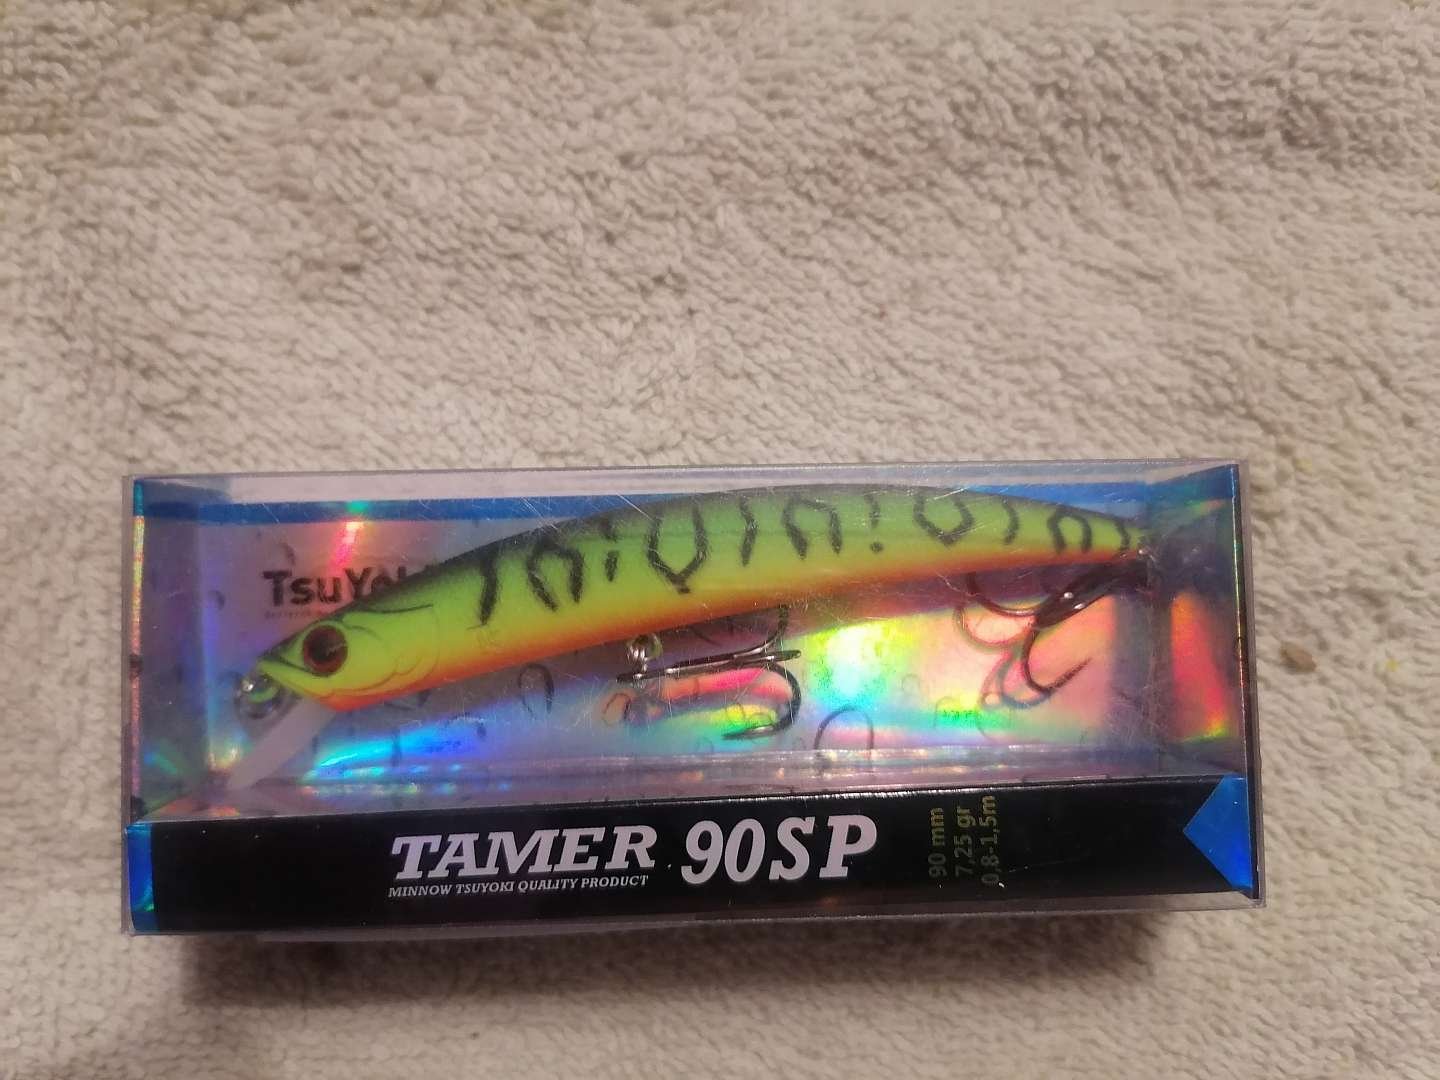 TsuYo
TAMER 90SP
MINNOW TSUYOKI QUALITY PRODUCT
90 mm
7,25 gr
0,8-1,5m